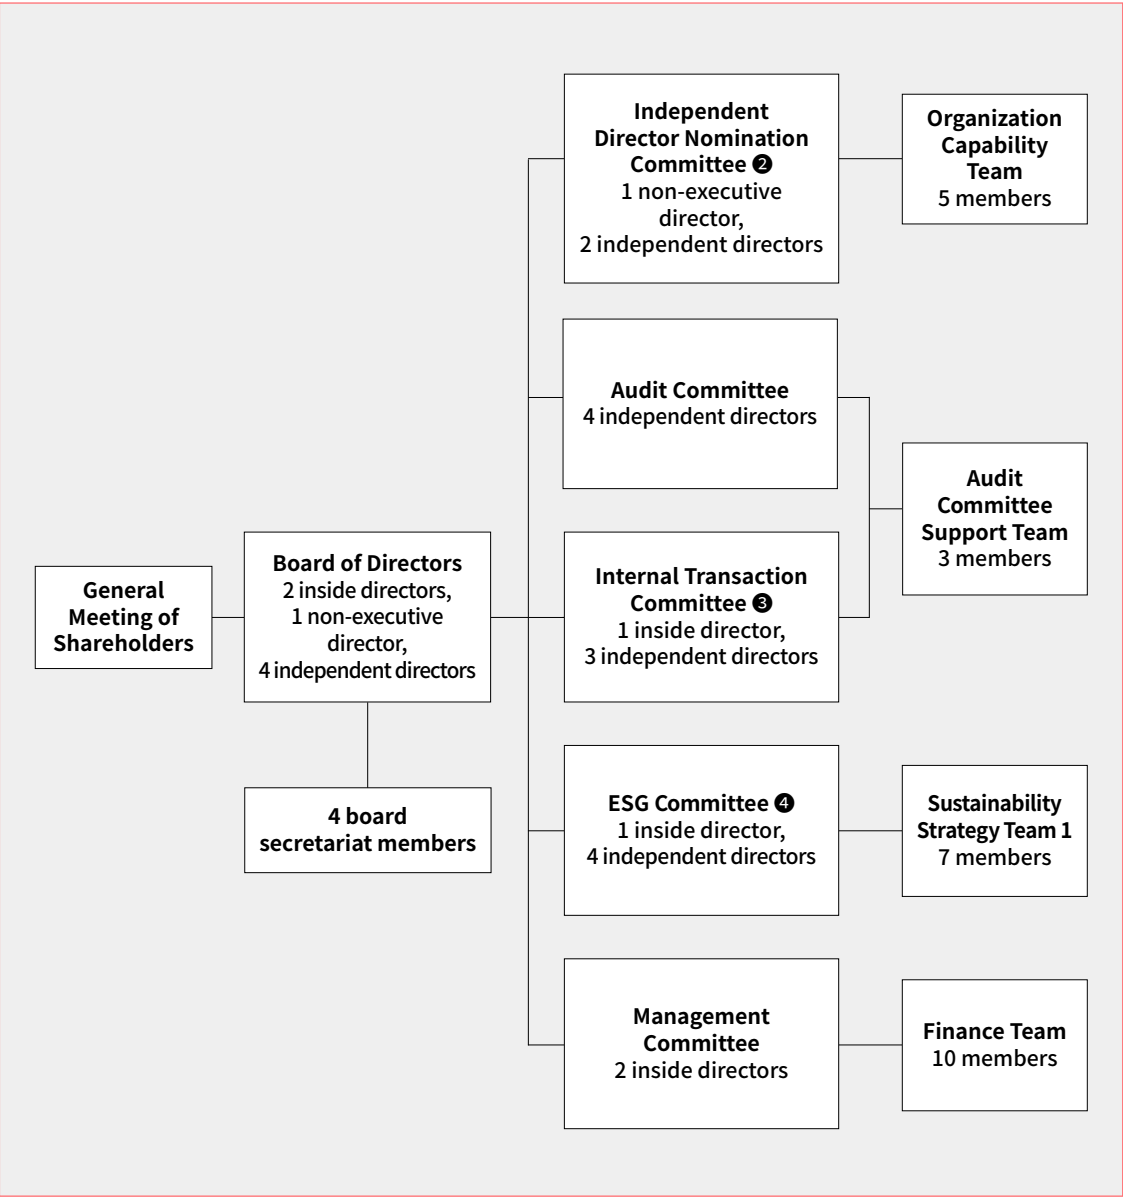 General
Meeting of
Shareholders
Board of Directors
2 inside directors,
1 non-executive
director,
4 independent directors
4 board
secretariat members
Independent
Director Nomination
Committee ❷
1 non-executive
director,
2 independent directors
Organization
Capability
Team
5 members
Audit Committee
4 independent directors
Internal Transaction
Committee ❸
1 inside director,
3 independent directors
Audit
Committee
Support Team
3 members
ESG Committee ❹
1 inside director,
4 independent directors
Sustainability
Strategy Team 1
7 members
Management
Committee
2 inside directors
Finance Team
10 members